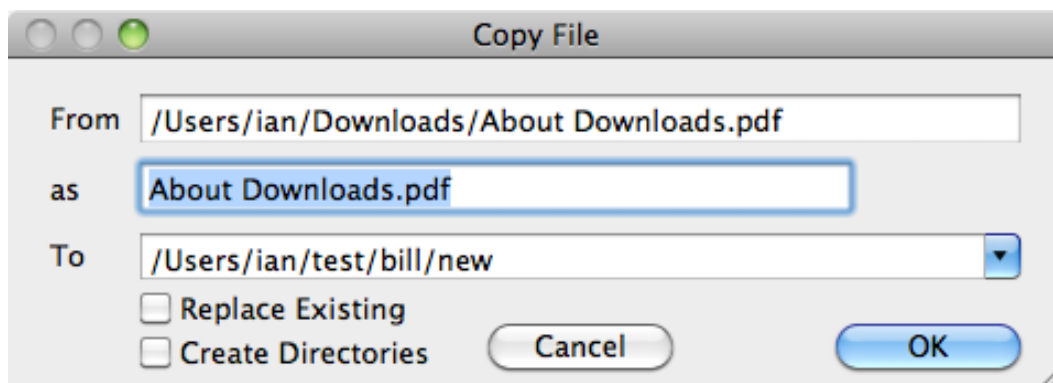 Copy File
From /Users/ian/Downloads/About Downloads.pdf
as About Downloads.pdf
To /Users/ian/test/bill/new
Replace Existing
Create Directories Cancel OK